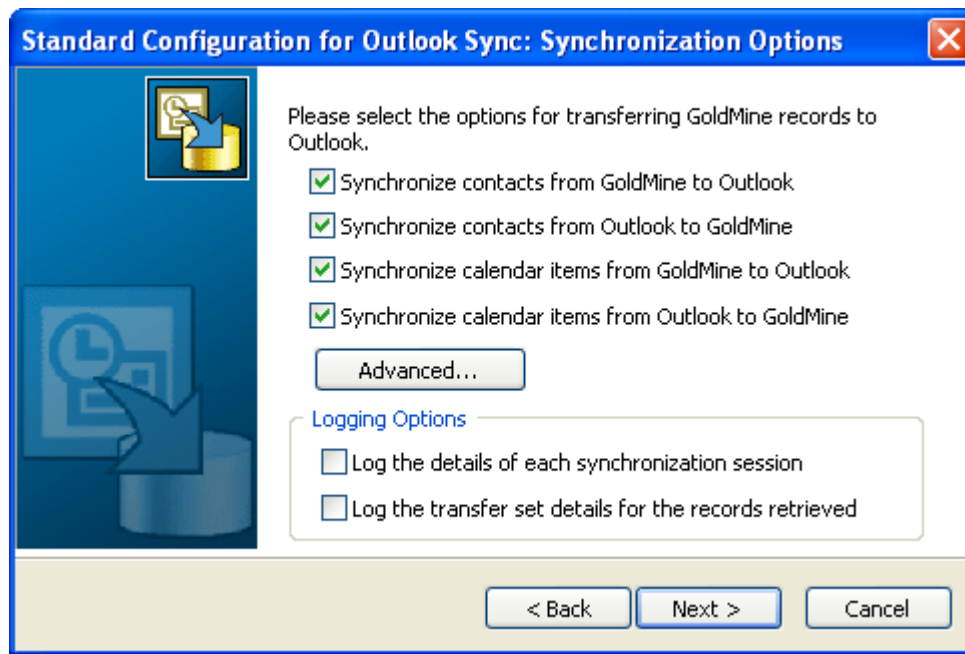 Standard Configuration for Outlook Sync: Synchronization Options
Please select the options for transferring GoldMine records to
Outlook.
Synchronize contacts from GoldMine to Outlook
Synchronize contacts from Outlook to GoldMine
Synchronize calendar items from GoldMine to Outlook
Synchronize calendar items from Outlook to GoldMine
Advanced...
Logging Options
Log the details of each synchronization session
Log the transfer set details for the records retrieved
< Back
Next >
Cancel